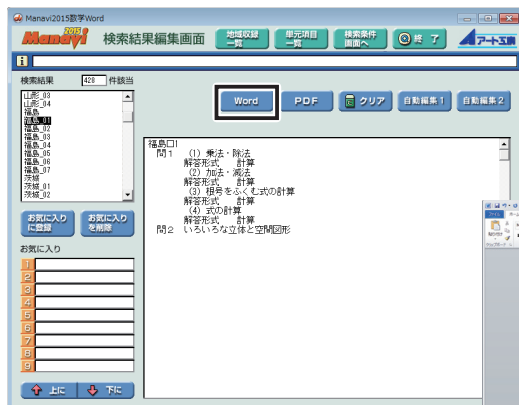 Manavi2015数学Word
2015
Manavi
検索結果編集画面
地域収録
一覧
単元項目
一覧
検索条件
画面へ
終 了
アート工房
i
検索結果 428 件該当
山形_03
山形_04
福島
福島_01
福島_02
福島_03
福島_04
福島_05
福島_06
福島_07
茨城
茨城_01
茨城_02
Word
PDF
クリア
自動編集1
自動編集2
福島□1
問1 (1) 乗法・除法
解答形式 計算
(2) 加法・減法
解答形式 計算
(3) 根号をふくむ式の計算
解答形式 計算
(4) 式の計算
解答形式 計算
問2 いろいろな立体と空間図形
お気に入り
に登録
お気に入り
を削除
お気に入り
1
2
3
4
5
6
7
8
9
上に
下に